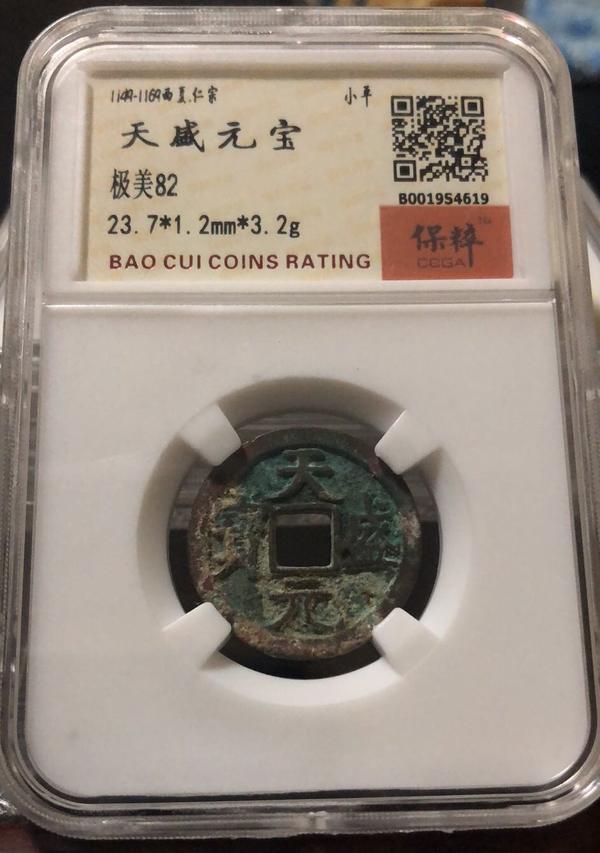 1149-1169西夏.仁宗 小平
天盛元宝
极美82
B0019S4619
23.7*1.2mm*3.2g
保粹
CCGA
BAO CUI COINS RATING
天
盛
元
寳